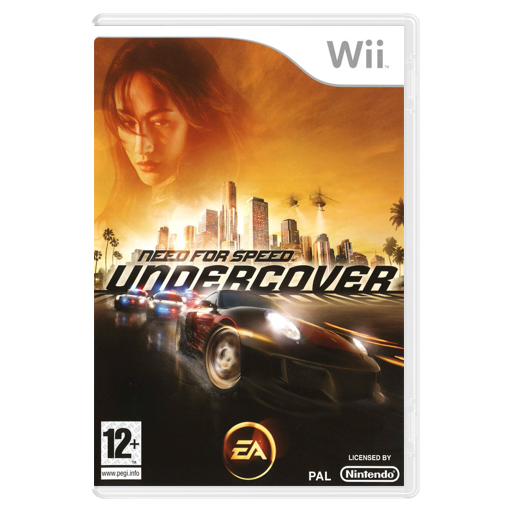 Wii
NEED FOR SPEED
UNDERCOVER
12+
www.pegi.info
EA
PAL
LICENSED BY
Nintendo